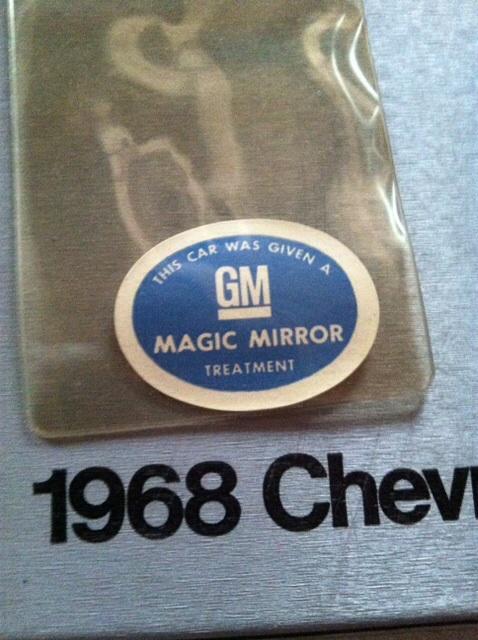 THIS CAR WAS GIVEN A
GM
MAGIC MIRROR
TREATMENT
1968 Chev